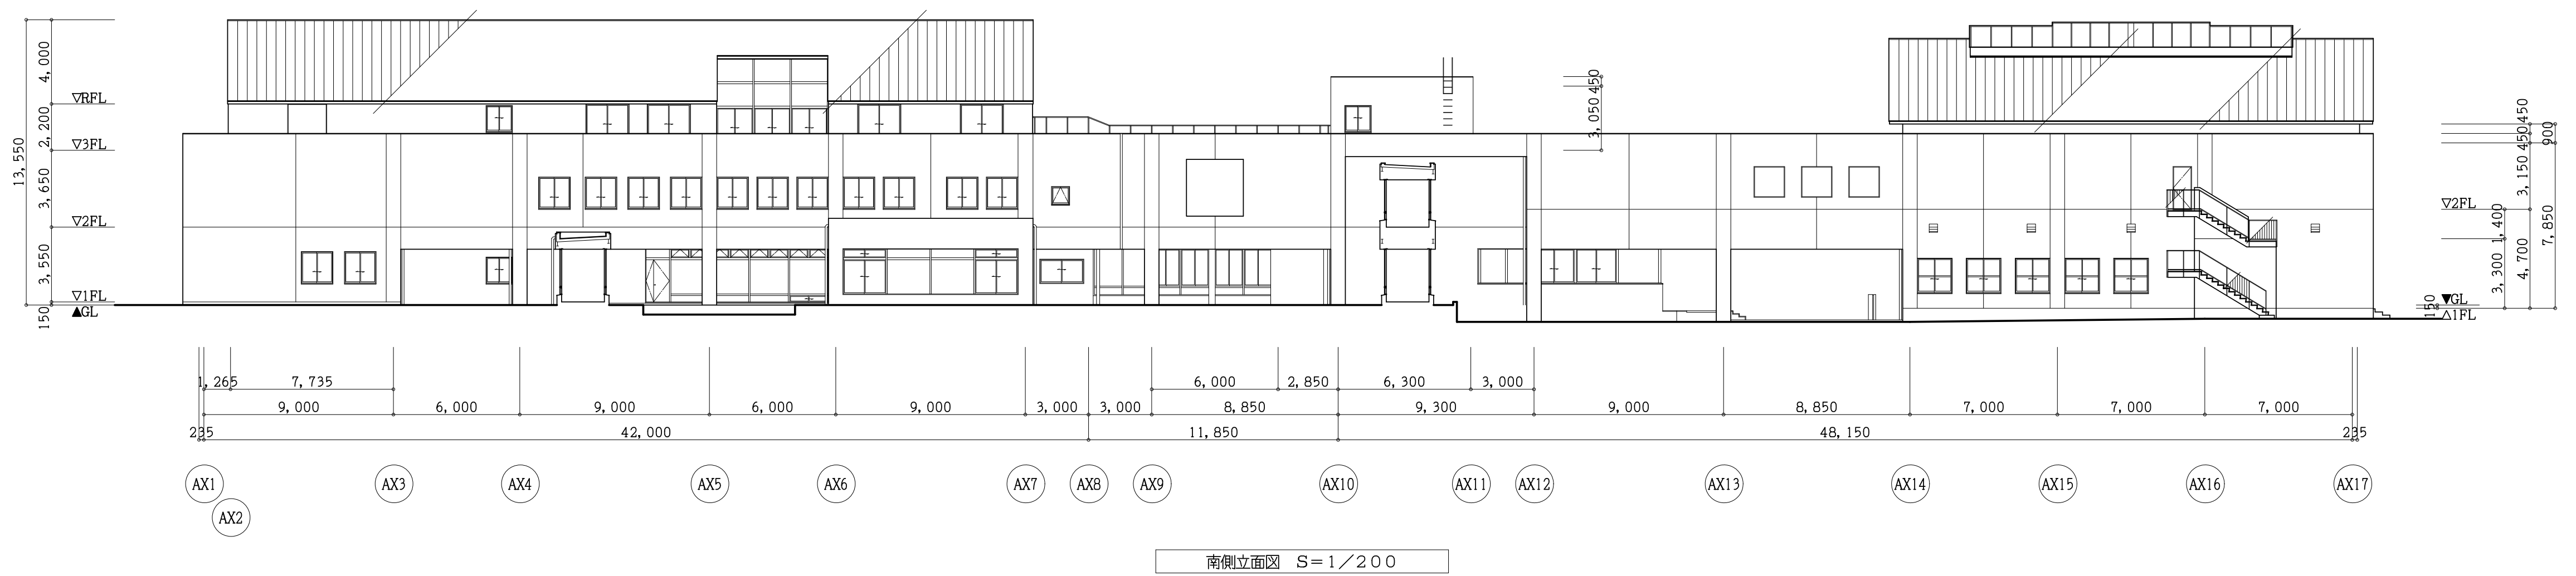 13,550
4,000
▽RFL
2,200
▽3FL
3,650
▽2FL
3,550
▽1FL
150
▲GL
450
3,050
450
450
900
3,150
▽2FL
1,400
7,850
4,700
3,300
▼GL
150
△1FL
1,265 7,735 6,000 2,850 6,300 3,000
9,000 6,000 9,000 6,000 9,000 3,000 3,000 8,850 9,300 9,000 8,850 7,000 7,000 7,000
235 42,000 11,850 48,150 235
AX1 AX3 AX4 AX5 AX6 AX7 AX8 AX9 AX10 AX11 AX12 AX13 AX14 AX15 AX16 AX17
AX2
南側立面図 S=1/200